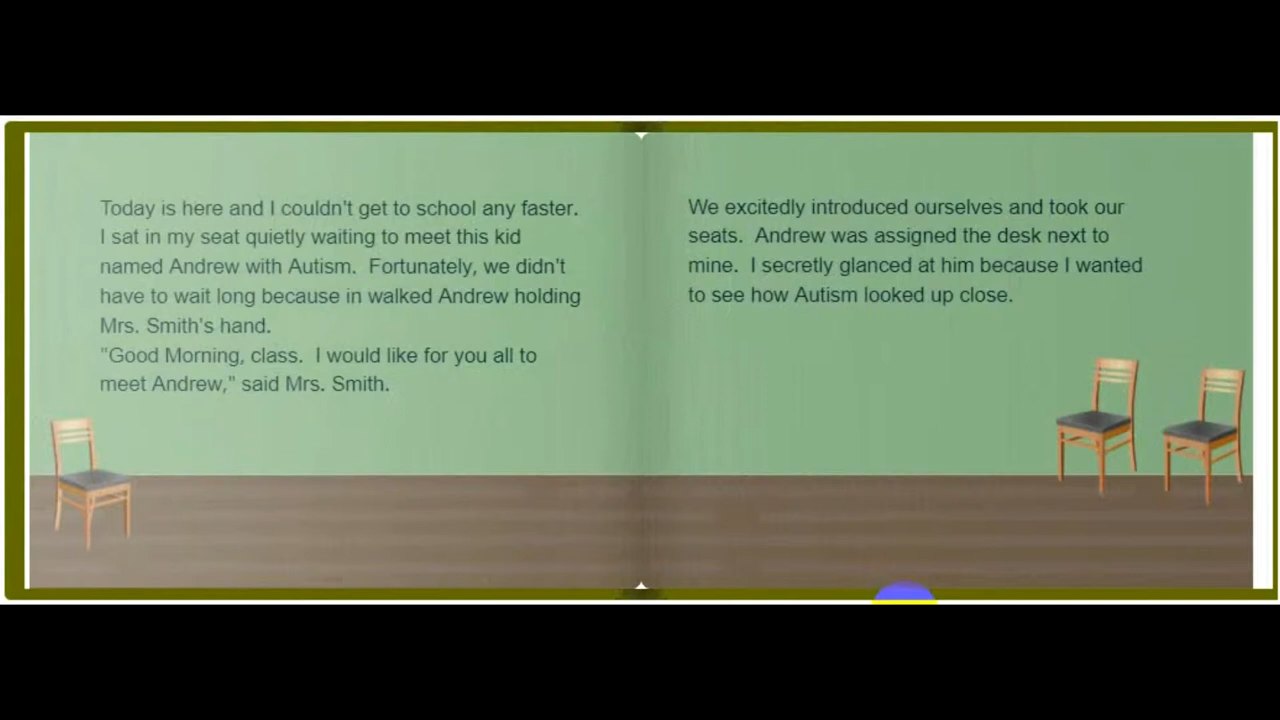 Today is here and I couldn't get to school any faster.
I sat in my seat quietly waiting to meet this kid
named Andrew with Autism.  Fortunately, we didn't
have to wait long because in walked Andrew holding
Mrs. Smith's hand.
"Good Morning, class.  I would like for you all to
meet Andrew," said Mrs. Smith.
We excitedly introduced ourselves and took our
seats.  Andrew was assigned the desk next to
mine.  I secretly glanced at him because I wanted
to see how Autism looked up close.